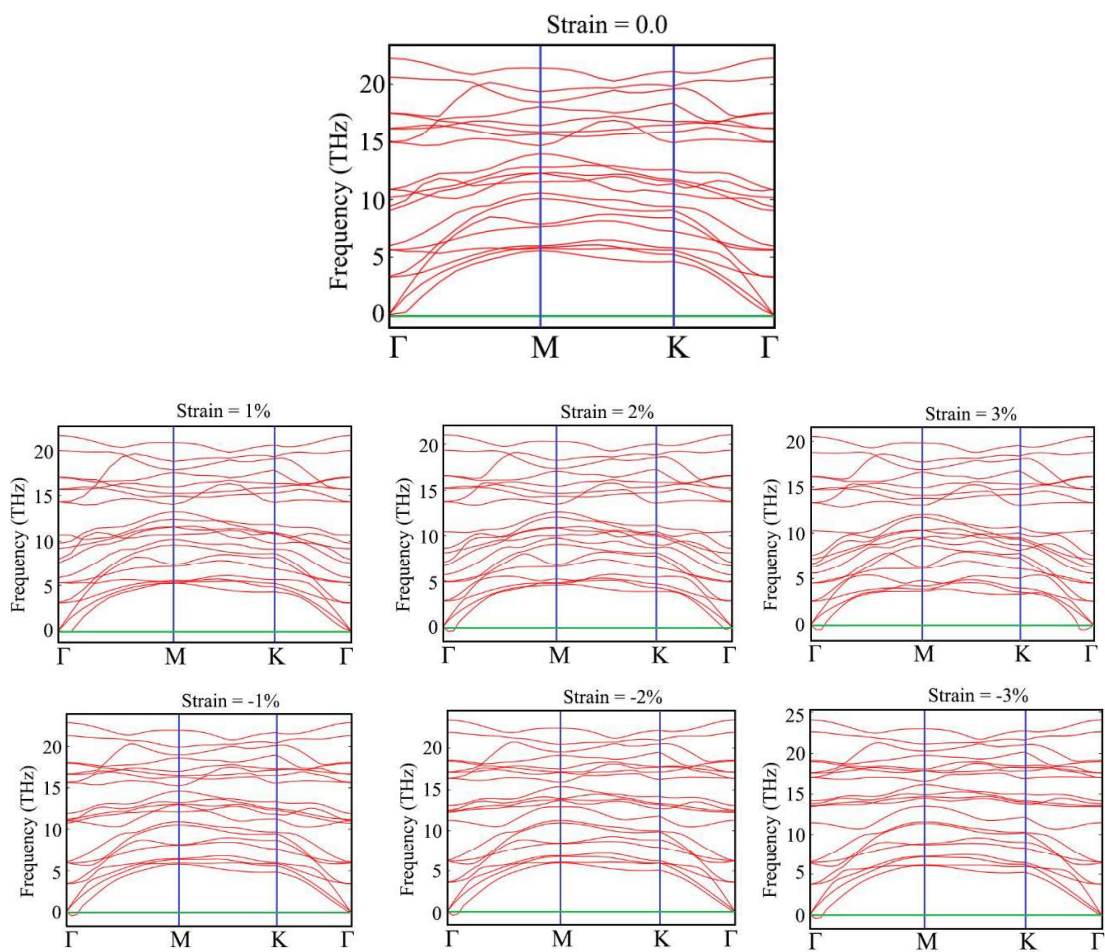 Strain = 0.0
Frequency (THz)
20
15
10
5
0
Γ M K Γ
Strain = 1%
Frequency (THz)
20
15
10
5
0
Γ M K Γ
Strain = 2%
Frequency (THz)
20
15
10
5
0
Γ M K Γ
Strain = 3%
Frequency (THz)
20
15
10
5
0
Γ M K Γ
Strain = -1%
Frequency (THz)
20
15
10
5
0
Γ M K Γ
Strain = -2%
Frequency (THz)
20
15
10
5
0
Γ M K Γ
Strain = -3%
Frequency (THz)
25
20
15
10
5
0
Γ M K Γ